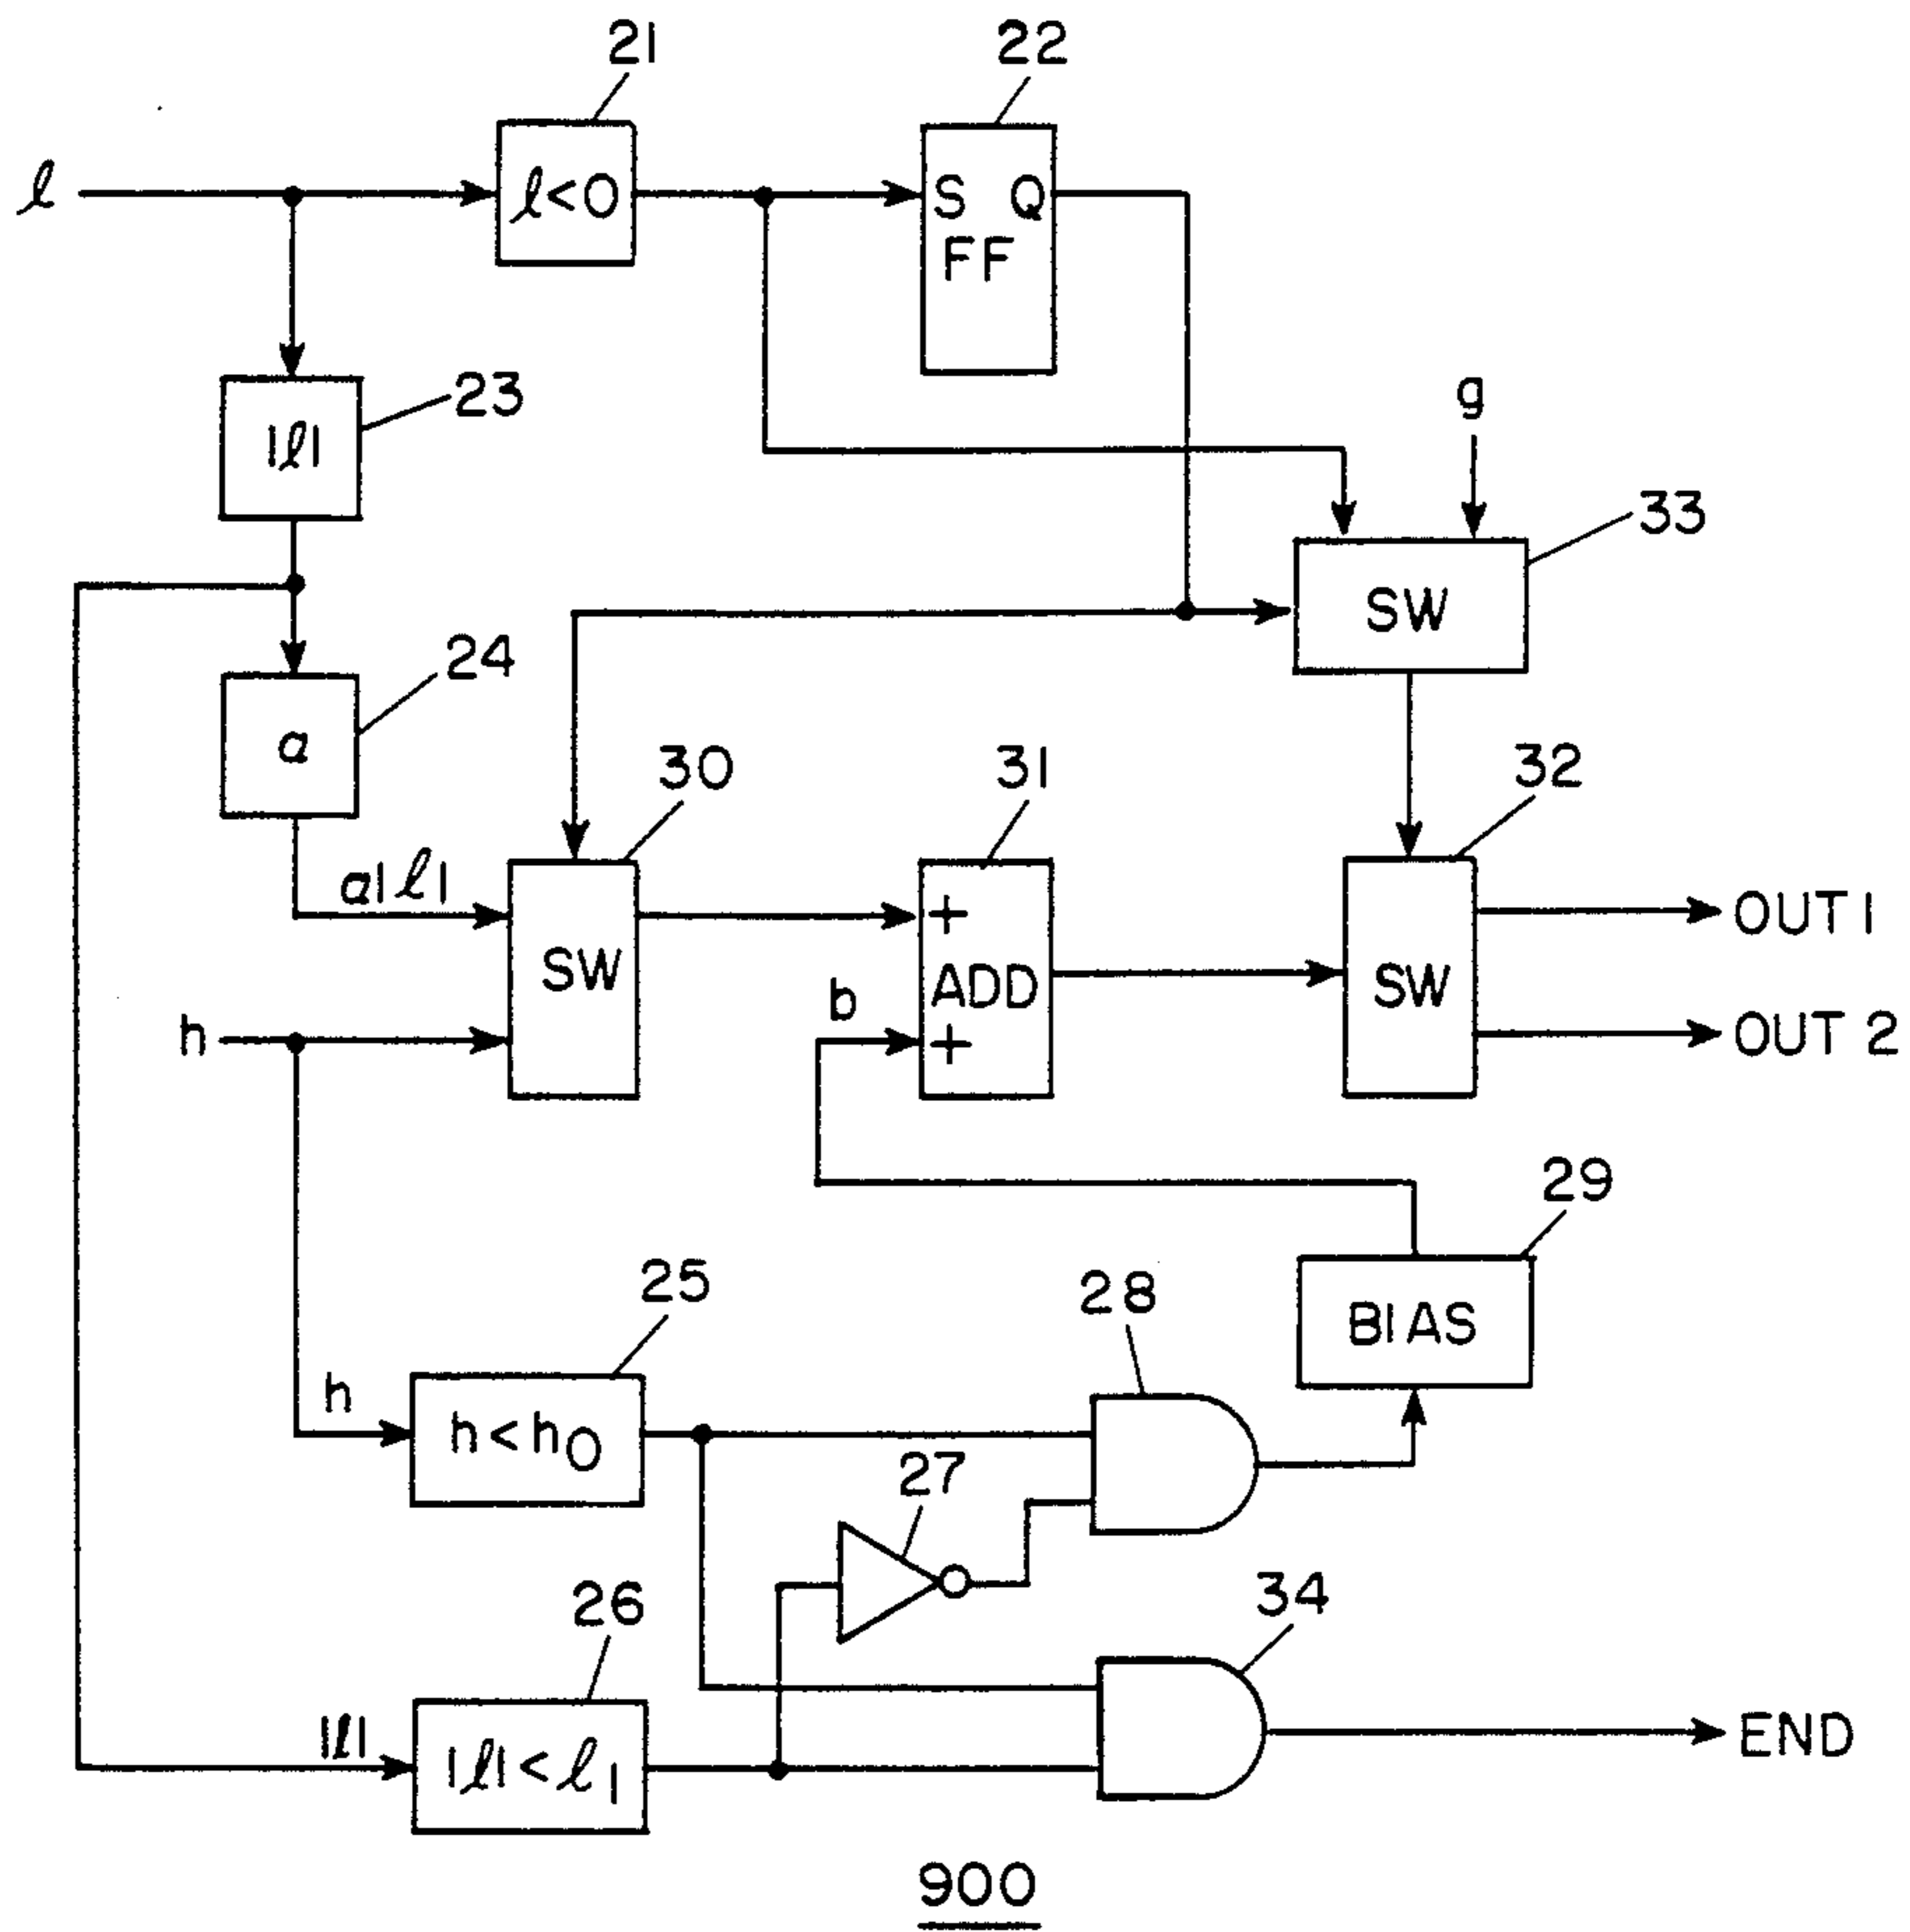 21
22
ℓ
ℓ<0
S Q
FF
23
|ℓ|
g
33
SW
24
a
30
31
32
a|ℓ|
SW
+
ADD
+
b
SW
OUT 1
OUT 2
h
29
BIAS
25
28
h
h<h0
27
26
34
|ℓ|
|ℓ|<ℓ1
END
900